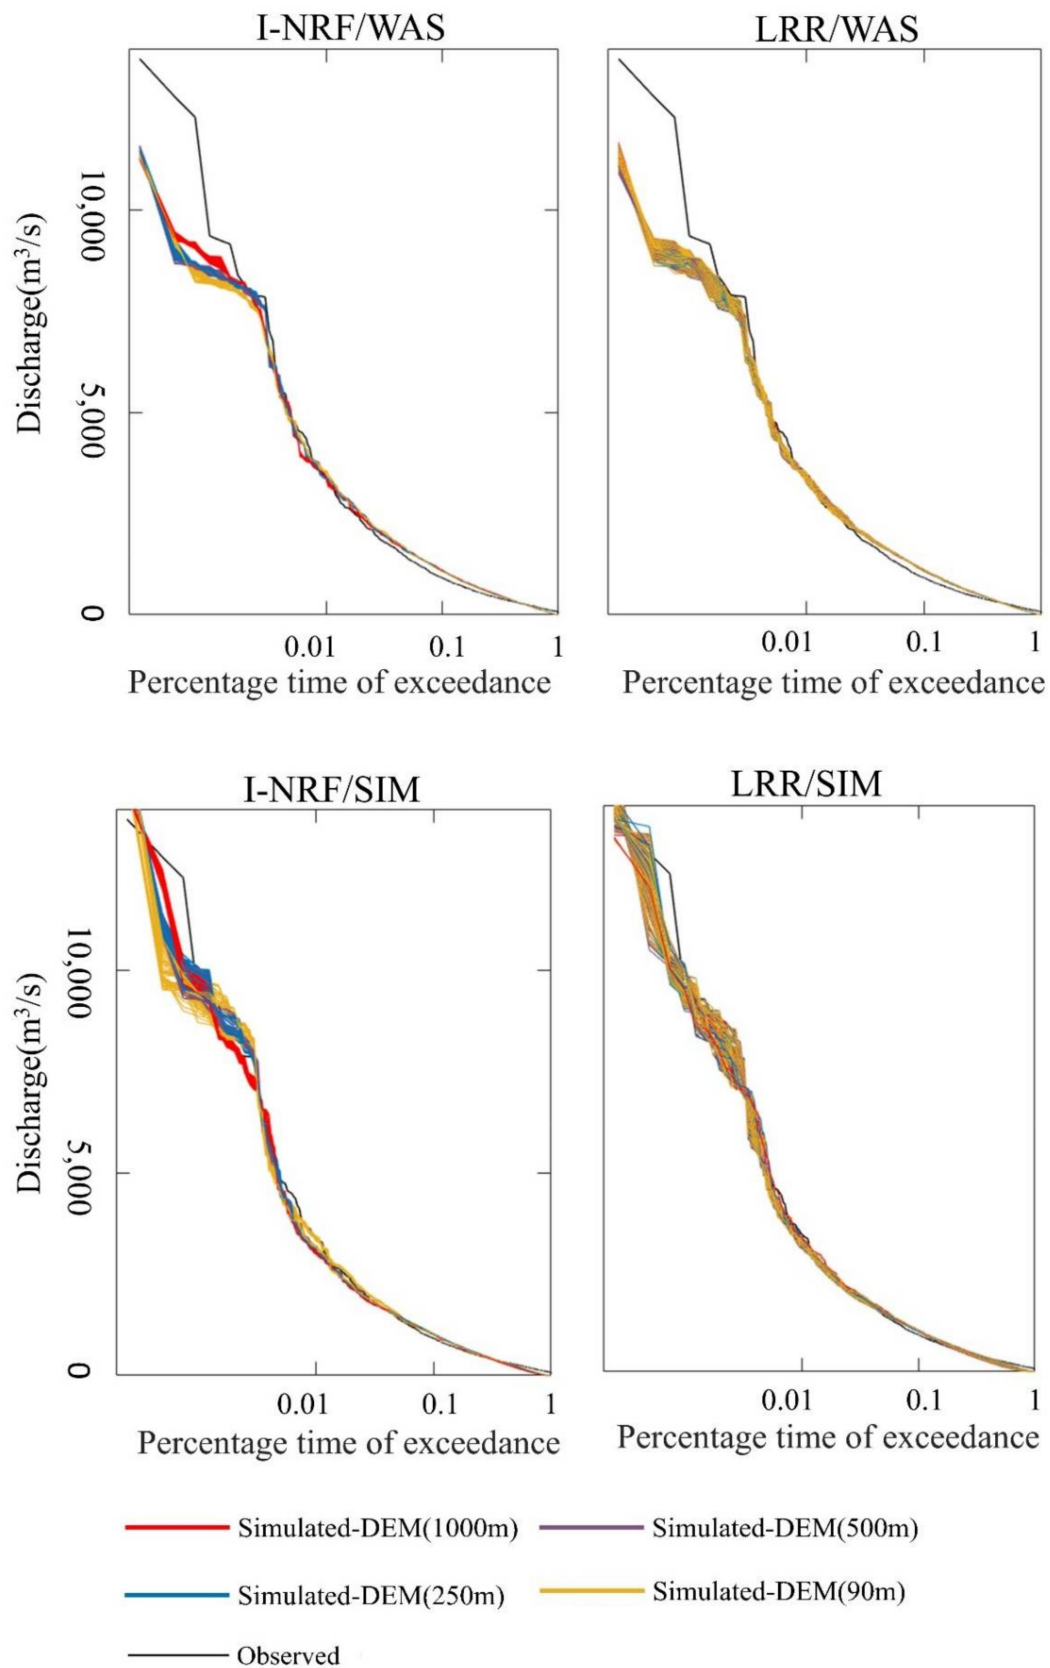 I-NRF/WAS
LRR/WAS
Discharge(m³/s)
10,000
5,000
0
0.01
0.1
1
0.01
0.1
1
Percentage time of exceedance
Percentage time of exceedance
I-NRF/SIM
LRR/SIM
Discharge(m³/s)
10,000
5,000
0
0.01
0.1
1
0.01
0.1
1
Percentage time of exceedance
Percentage time of exceedance
Simulated-DEM(1000m)
Simulated-DEM(500m)
Simulated-DEM(250m)
Simulated-DEM(90m)
Observed